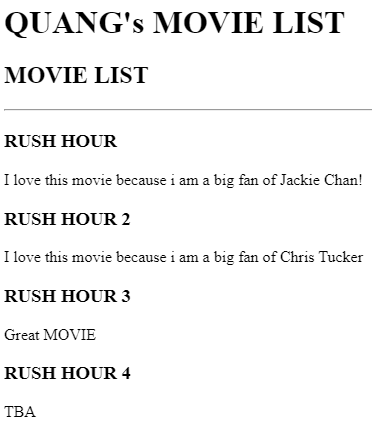 QUANG's MOVIE LIST
MOVIE LIST
RUSH HOUR
I love this movie because i am a big fan of Jackie Chan!
RUSH HOUR 2
I love this movie because i am a big fan of Chris Tucker
RUSH HOUR 3
Great MOVIE
RUSH HOUR 4
TBA